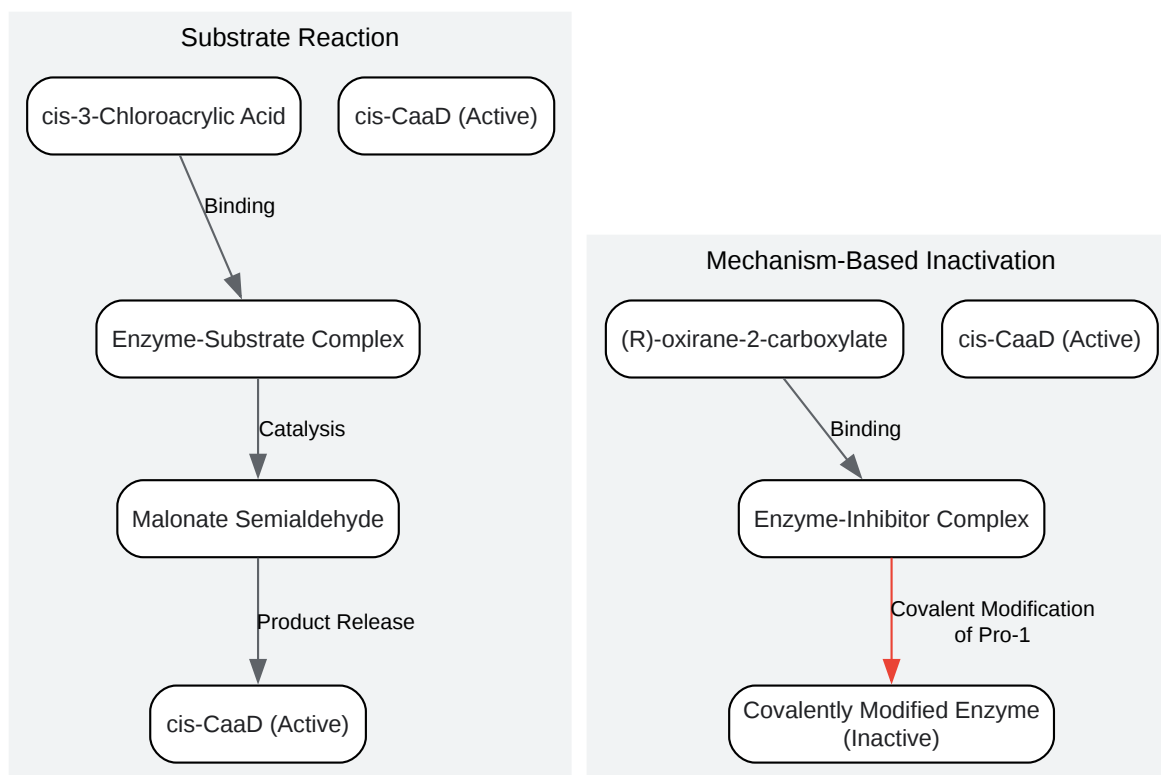 Substrate Reaction
cis-3-Chloroacrylic Acid
cis-CaaD (Active)
Binding
Enzyme-Substrate Complex
Catalysis
Malonate Semialdehyde
Product Release
cis-CaaD (Active)
Mechanism-Based Inactivation
(R)-oxirane-2-carboxylate
cis-CaaD (Active)
Binding
Enzyme-Inhibitor Complex
Covalent Modification
of Pro-1
Covalently Modified Enzyme
(Inactive)